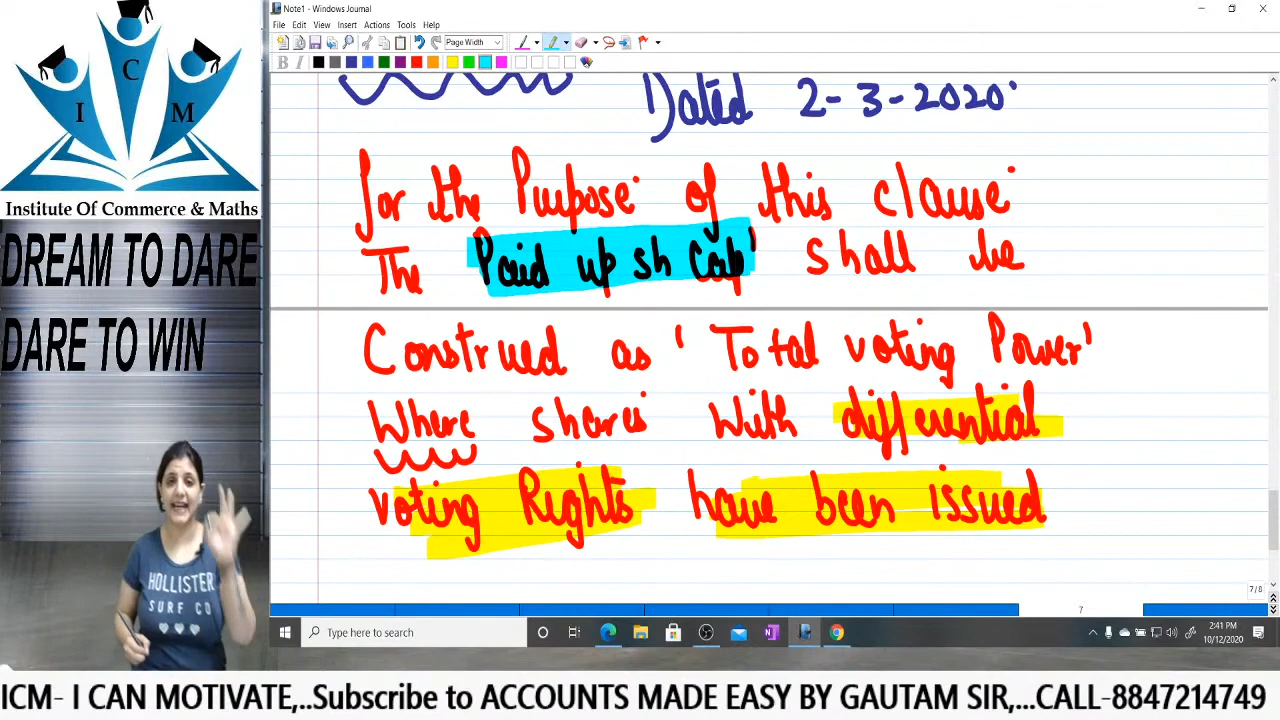 Note1 - Windows Journal
File Edit View Insert Actions Tools Help
Page Width
B I
C
I
M
Institute Of Commerce & Maths
DREAM TO DARE
DARE TO WIN
Dated 2-3-2020
for the Purpose of this clause
The 'Paid up sh Cap' shall be
Construed as 'Total voting Power'
Where shares With differential
voting Rights have been issued
HOLLISTER
SURF CO
7/8
7
Type here to search
2:41 PM
10/12/2020
ICM- I CAN MOTIVATE,..Subscribe to ACCOUNTS MADE EASY BY GAUTAM SIR,...CALL-8847214749